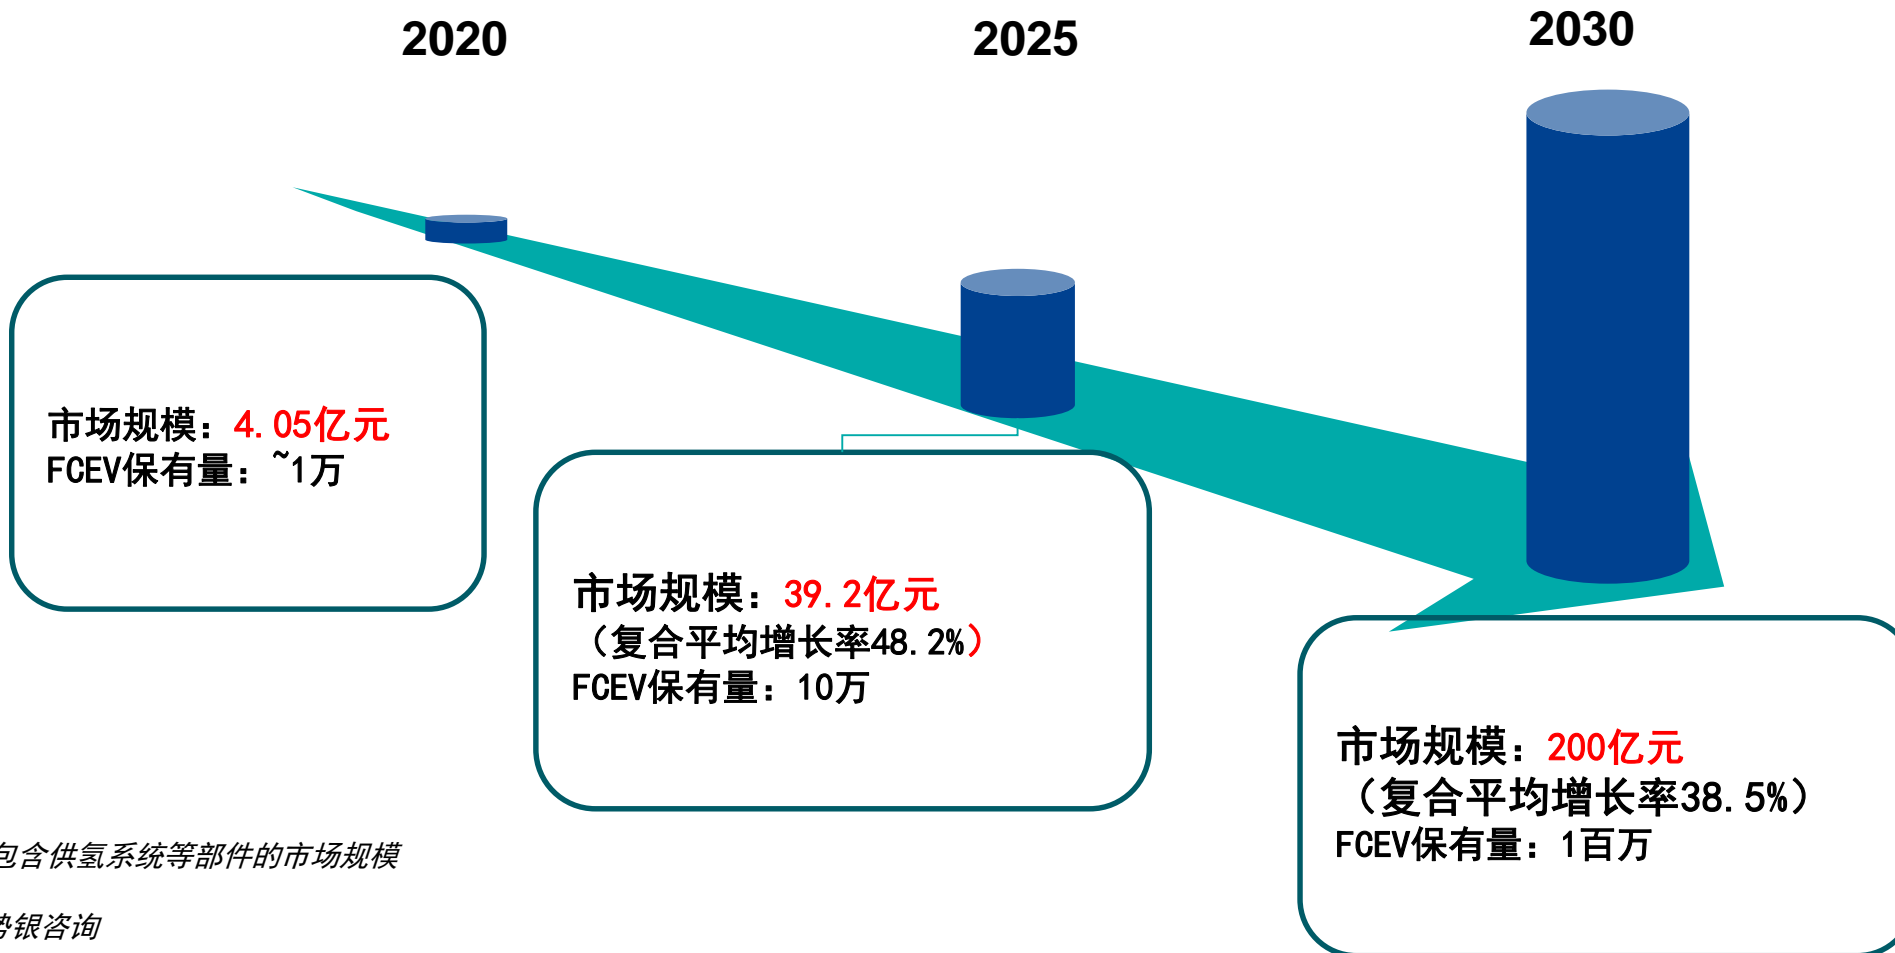 2020
2025
2030
市场规模：4.05亿元
FCEV保有量：~1万
市场规模：39.2亿元
（复合平均增长率48.2%）
FCEV保有量：10万
市场规模：200亿元
（复合平均增长率38.5%）
FCEV保有量：1百万
包含供氢系统等部件的市场规模
势银咨询